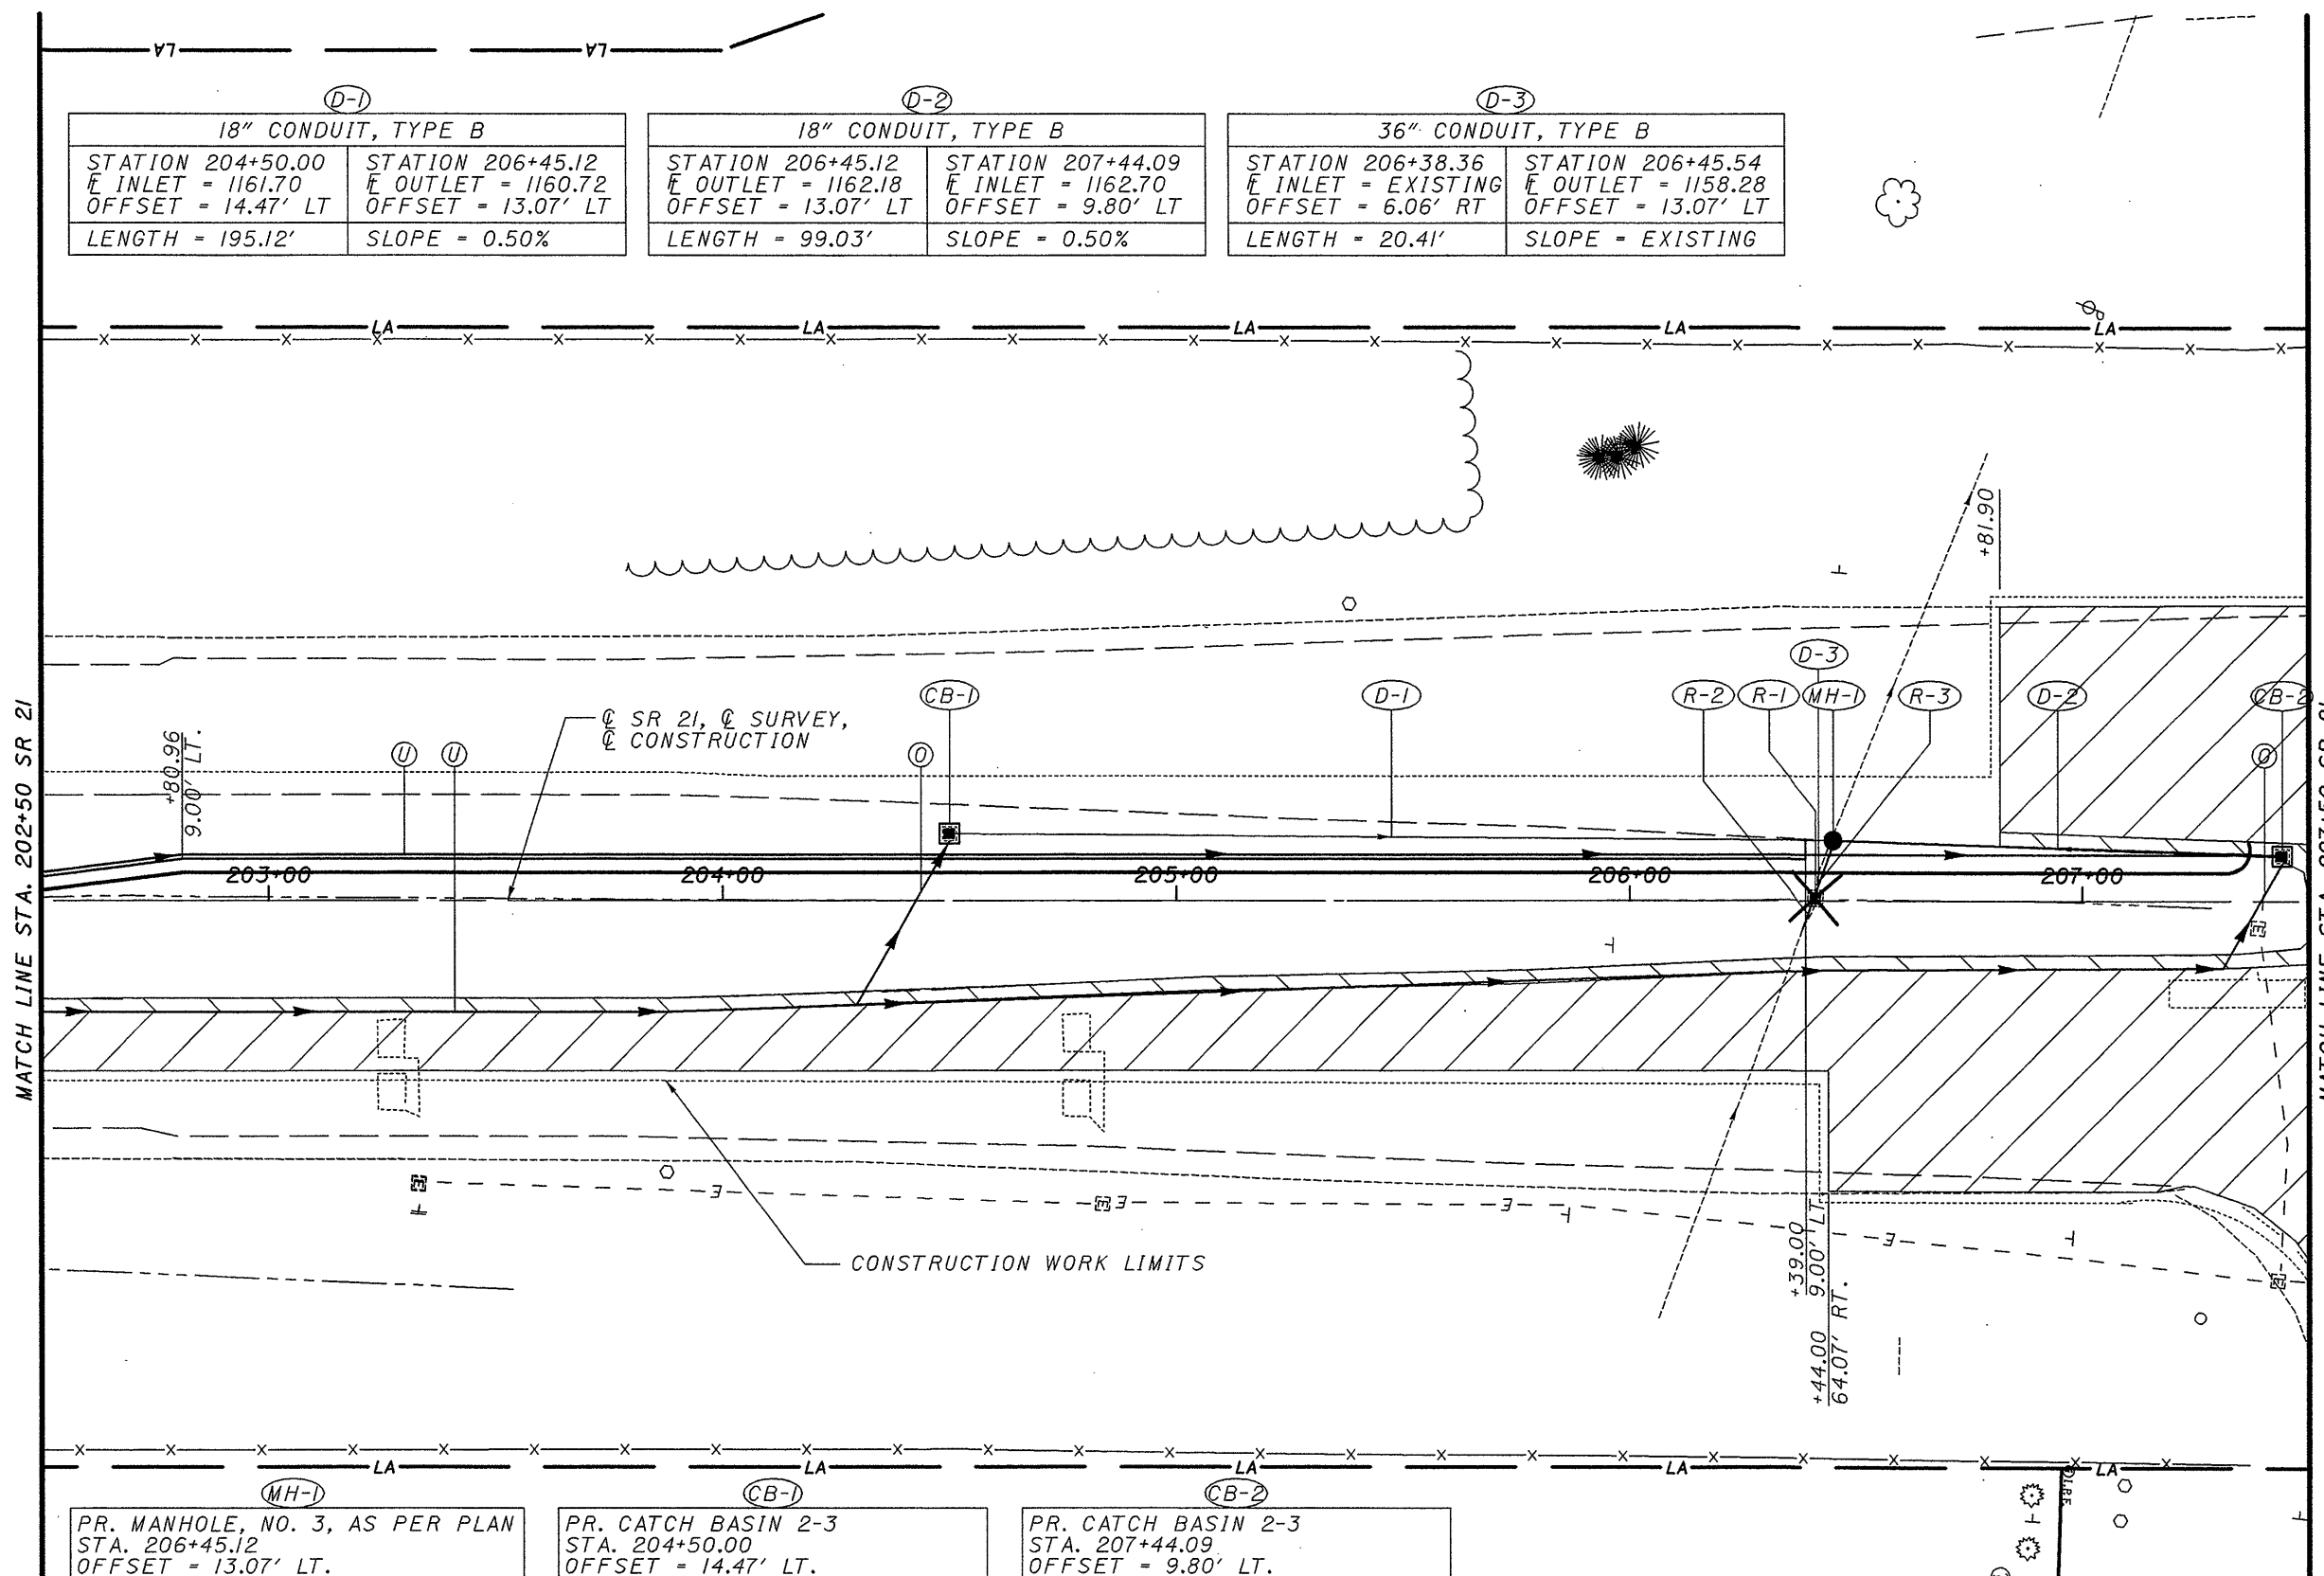 LA
LA
D-1
18" CONDUIT, TYPE B
STATION 204+50.00
℄ INLET = 1161.70
OFFSET = 14.47' LT
STATION 206+45.12
℄ OUTLET = 1160.72
OFFSET = 13.07' LT
LENGTH = 195.12'
SLOPE = 0.50%
D-2
18" CONDUIT, TYPE B
STATION 206+45.12
℄ OUTLET = 1162.18
OFFSET = 13.07' LT
STATION 207+44.09
℄ INLET = 1162.70
OFFSET = 9.80' LT
LENGTH = 99.03'
SLOPE = 0.50%
D-3
36" CONDUIT, TYPE B
STATION 206+38.36
℄ INLET = EXISTING
OFFSET = 6.06' RT
STATION 206+45.54
℄ OUTLET = 1158.28
OFFSET = 13.07' LT
LENGTH = 20.41'
SLOPE = EXISTING
LA
LA
LA
LA
LA
+81.90
D-3
CB-1
D-1
R-2
R-1
MH-1
R-3
D-2
CB-2
MATCH LINE STA. 202+50 SR 21
+80.96
9.00' LT.
U
U
℄ SR 21, ℄ SURVEY,
℄ CONSTRUCTION
O
O
203+00
204+00
205+00
206+00
207+00
E
E
E
E
E
E
E
E
CONSTRUCTION WORK LIMITS
+39.00
9.00' LT.
+44.00
64.07' RT.
LA
LA
LA
LA
LA
MH-1
PR. MANHOLE, NO. 3, AS PER PLAN
STA. 206+45.12
OFFSET = 13.07' LT.
CB-1
PR. CATCH BASIN 2-3
STA. 204+50.00
OFFSET = 14.47' LT.
CB-2
PR. CATCH BASIN 2-3
STA. 207+44.09
OFFSET = 9.80' LT.